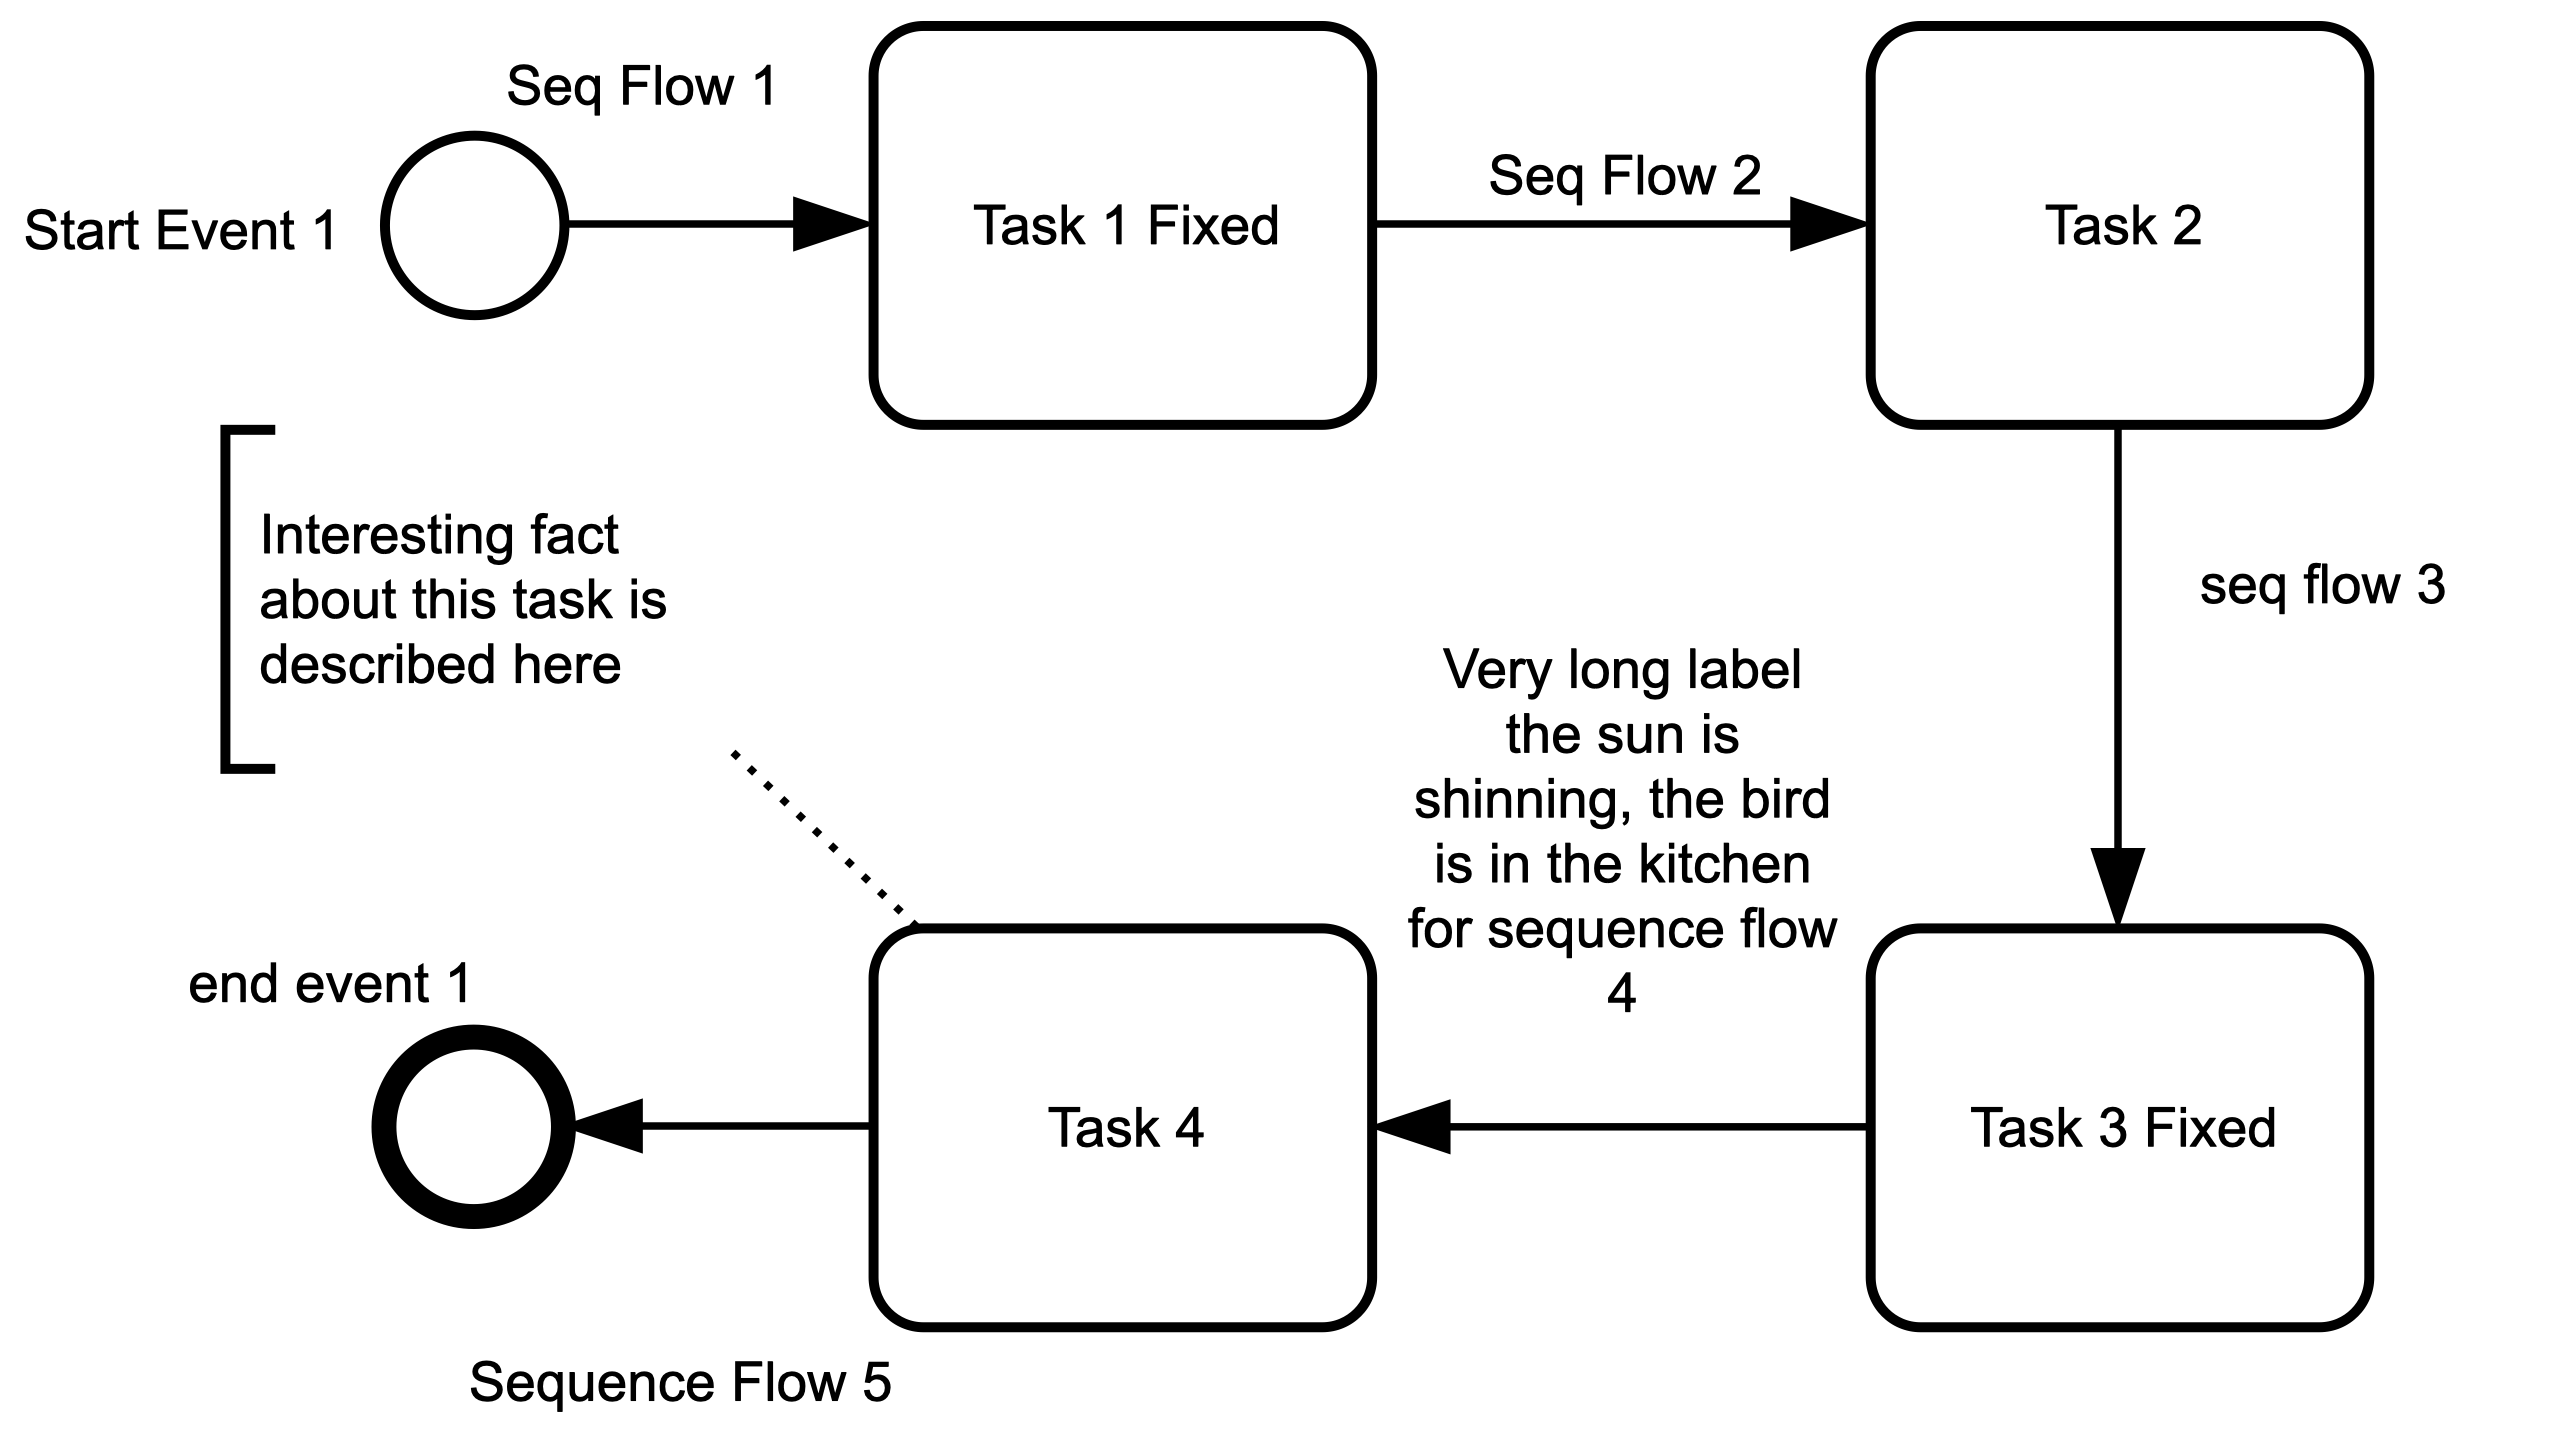 Seq Flow 1
Start Event 1
Task 1 Fixed
Seq Flow 2
Task 2
Interesting fact
about this task is
described here
seq flow 3
Very long label
the sun is
shinning, the bird
is in the kitchen
for sequence flow
4
end event 1
Task 4
Task 3 Fixed
Sequence Flow 5